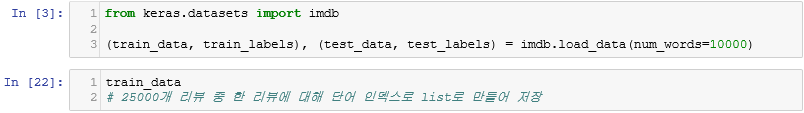 In [3]:
1 from keras.datasets import imdb
2
3 (train_data, train_labels), (test_data, test_labels) = imdb.load_data(num_words=10000)
In [22]:
1 train_data
2 # 25000개 리뷰 중 한 리뷰에 대해 단어 인덱스로 list로 만들어 저장